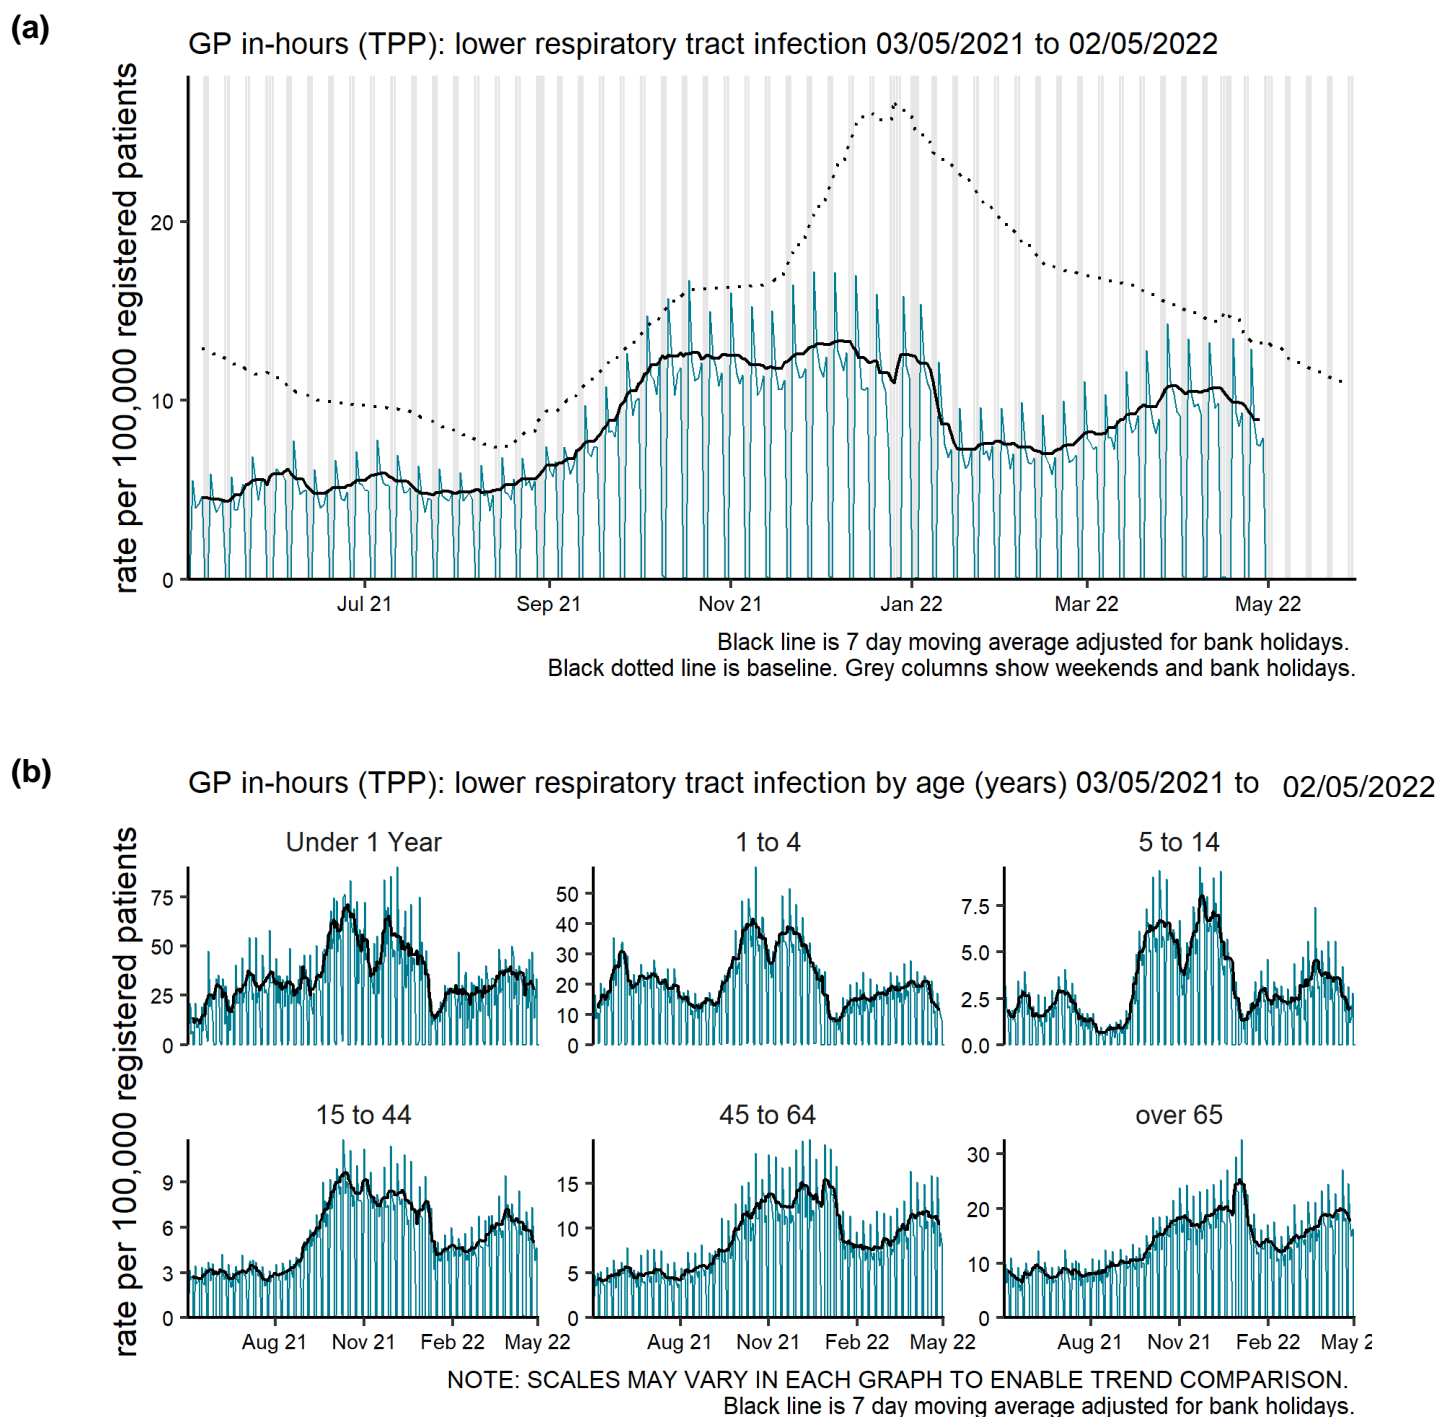 (a)
GP in-hours (TPP): lower respiratory tract infection 03/05/2021 to 02/05/2022
rate per 100,000 registered patients
20
10
0
Jul 21 Sep 21 Nov 21 Jan 22 Mar 22 May 22
Black line is 7 day moving average adjusted for bank holidays.
Black dotted line is baseline. Grey columns show weekends and bank holidays.
(b)
GP in-hours (TPP): lower respiratory tract infection by age (years) 03/05/2021 to 02/05/2022
rate per 100,000 registered patients
Under 1 Year
75
50
25
0
1 to 4
50
40
30
20
10
0
5 to 14
7.5
5.0
2.5
0.0
15 to 44
9
6
3
0
Aug 21 Nov 21 Feb 22 May 22
45 to 64
15
10
5
0
Aug 21 Nov 21 Feb 22 May 22
over 65
30
20
10
0
Aug 21 Nov 21 Feb 22 May 2
NOTE: SCALES MAY VARY IN EACH GRAPH TO ENABLE TREND COMPARISON.
Black line is 7 day moving average adjusted for bank holidays.